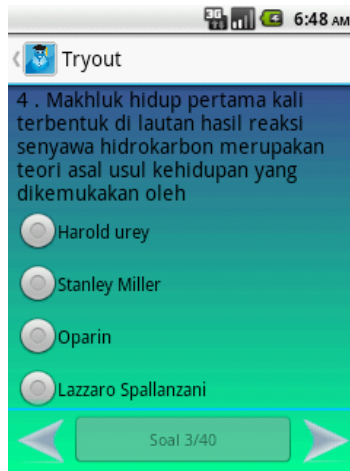 3G 6:48 AM
Tryout
4 . Makhluk hidup pertama kali
terbentuk di lautan hasil reaksi
senyawa hidrokarbon merupakan
teori asal usul kehidupan yang
dikemukakan oleh
Harold urey
Stanley Miller
Oparin
Lazzaro Spallanzani
Soal 3/40